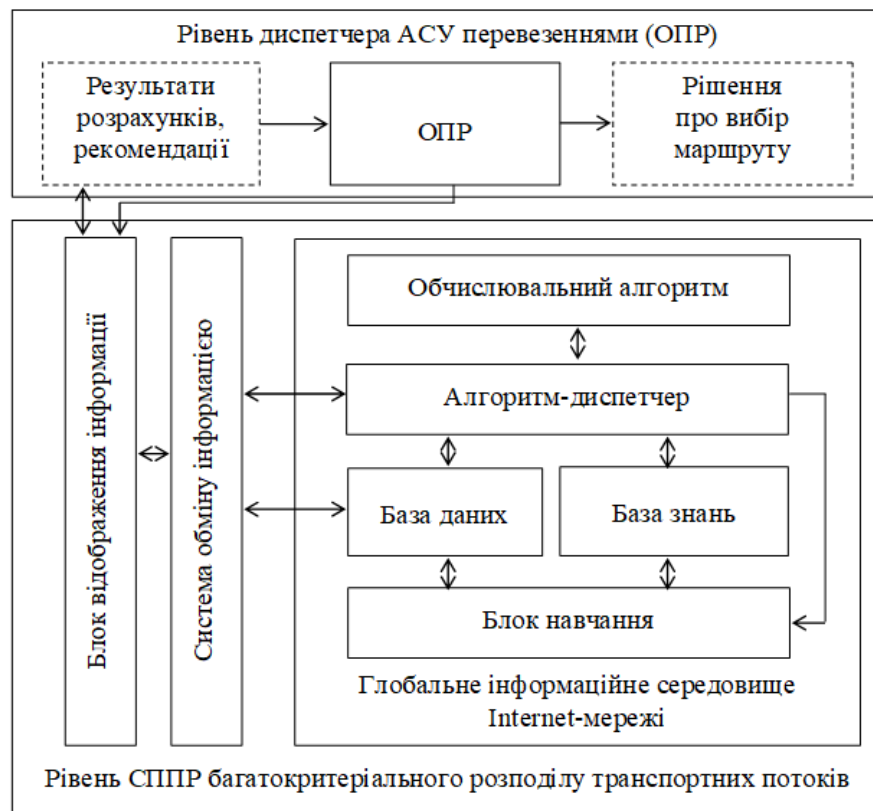 Рівень диспетчера АСУ перевезеннями (ОПР)
Результати
розрахунків,
рекомендації
ОПР
Рішення
про вибір
маршруту
Блок відображення інформації
Система обміну інформацією
Обчислювальний алгоритм
Алгоритм-диспетчер
База даних
База знань
Блок навчання
Глобальне інформаційне середовище
Internet-мережі
Рівень СППР багатокритеріального розподілу транспортних потоків